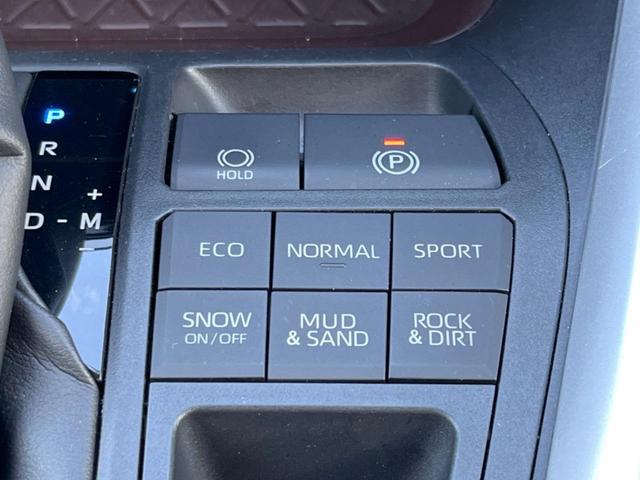 P
R
N
+
D - M
-
HOLD
P
ECO
NORMAL
SPORT
SNOW
ON/OFF
MUD
& SAND
ROCK
& DIRT